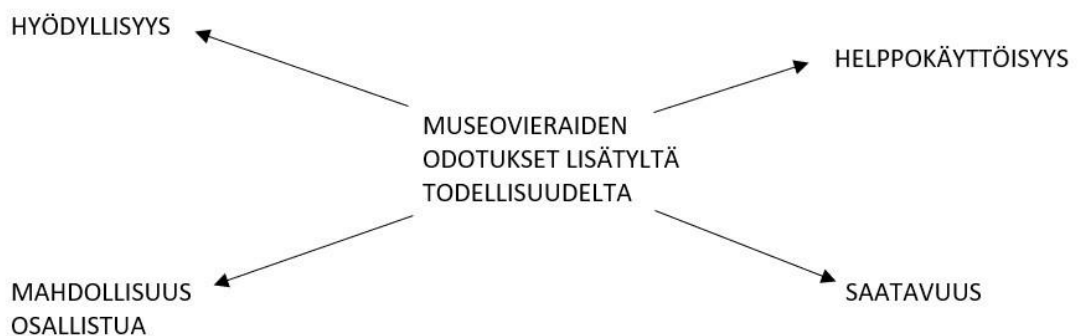 HYÖDYLLISYYS
HELPPOKÄYTTÖISYYS
MUSEOVIERAIDEN
ODOTUKSET LISÄTYLTÄ
TODELLISUUDELTA
MAHDOLLISUUS
OSALLISTUA
SAATAVUUS